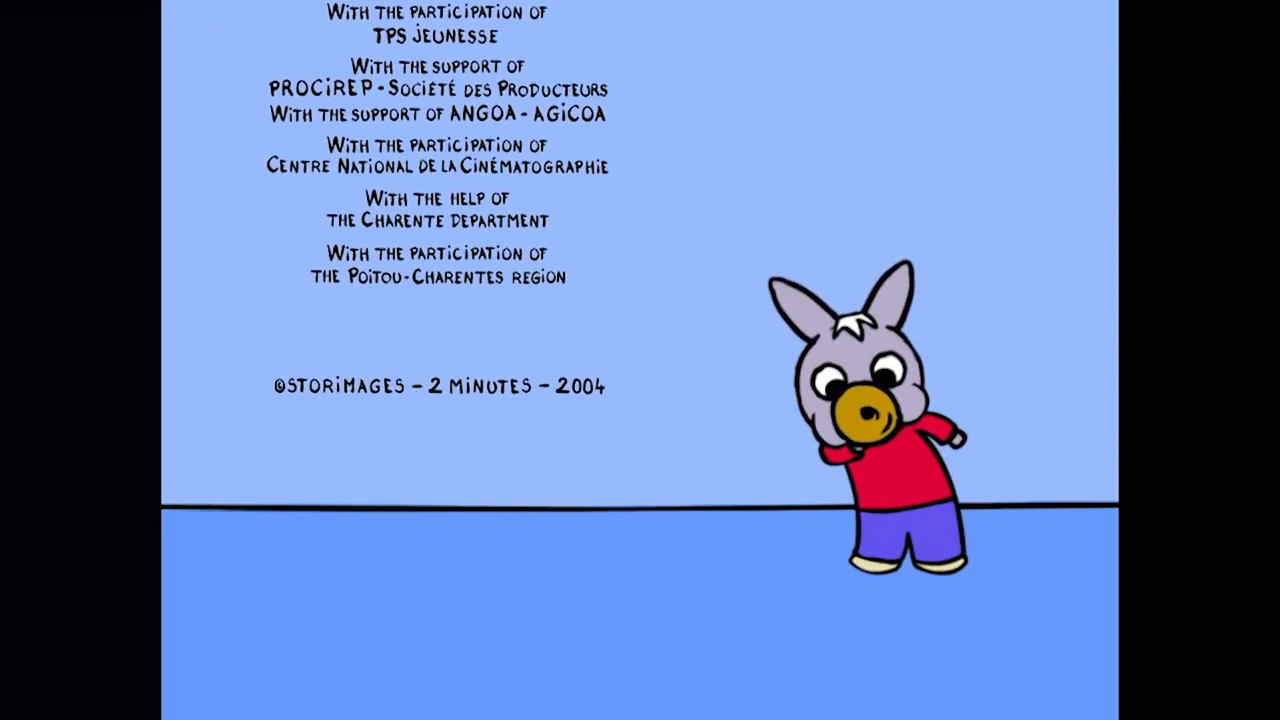 WiTH THE PARTiCiPATiON OF
TPS JEUNESSE
WiTH THE SUPPORT OF
PROCiREP - SOCiÉTÉ DES PRODUCTEURS
WiTH THE SUPPORT OF ANGOA - AGiCOA
WiTH THE PARTiCiPATiON OF
CENTRE NATiONAL DE LA CiNÉMATOGRAPHiE
WiTH THE HELP OF
THE CHARENTE DEPARTMENT
WiTH THE PARTiCiPATiON OF
THE POiTOU-CHARENTES REGiON
©STORiMAGES - 2 MiNUTES - 2004